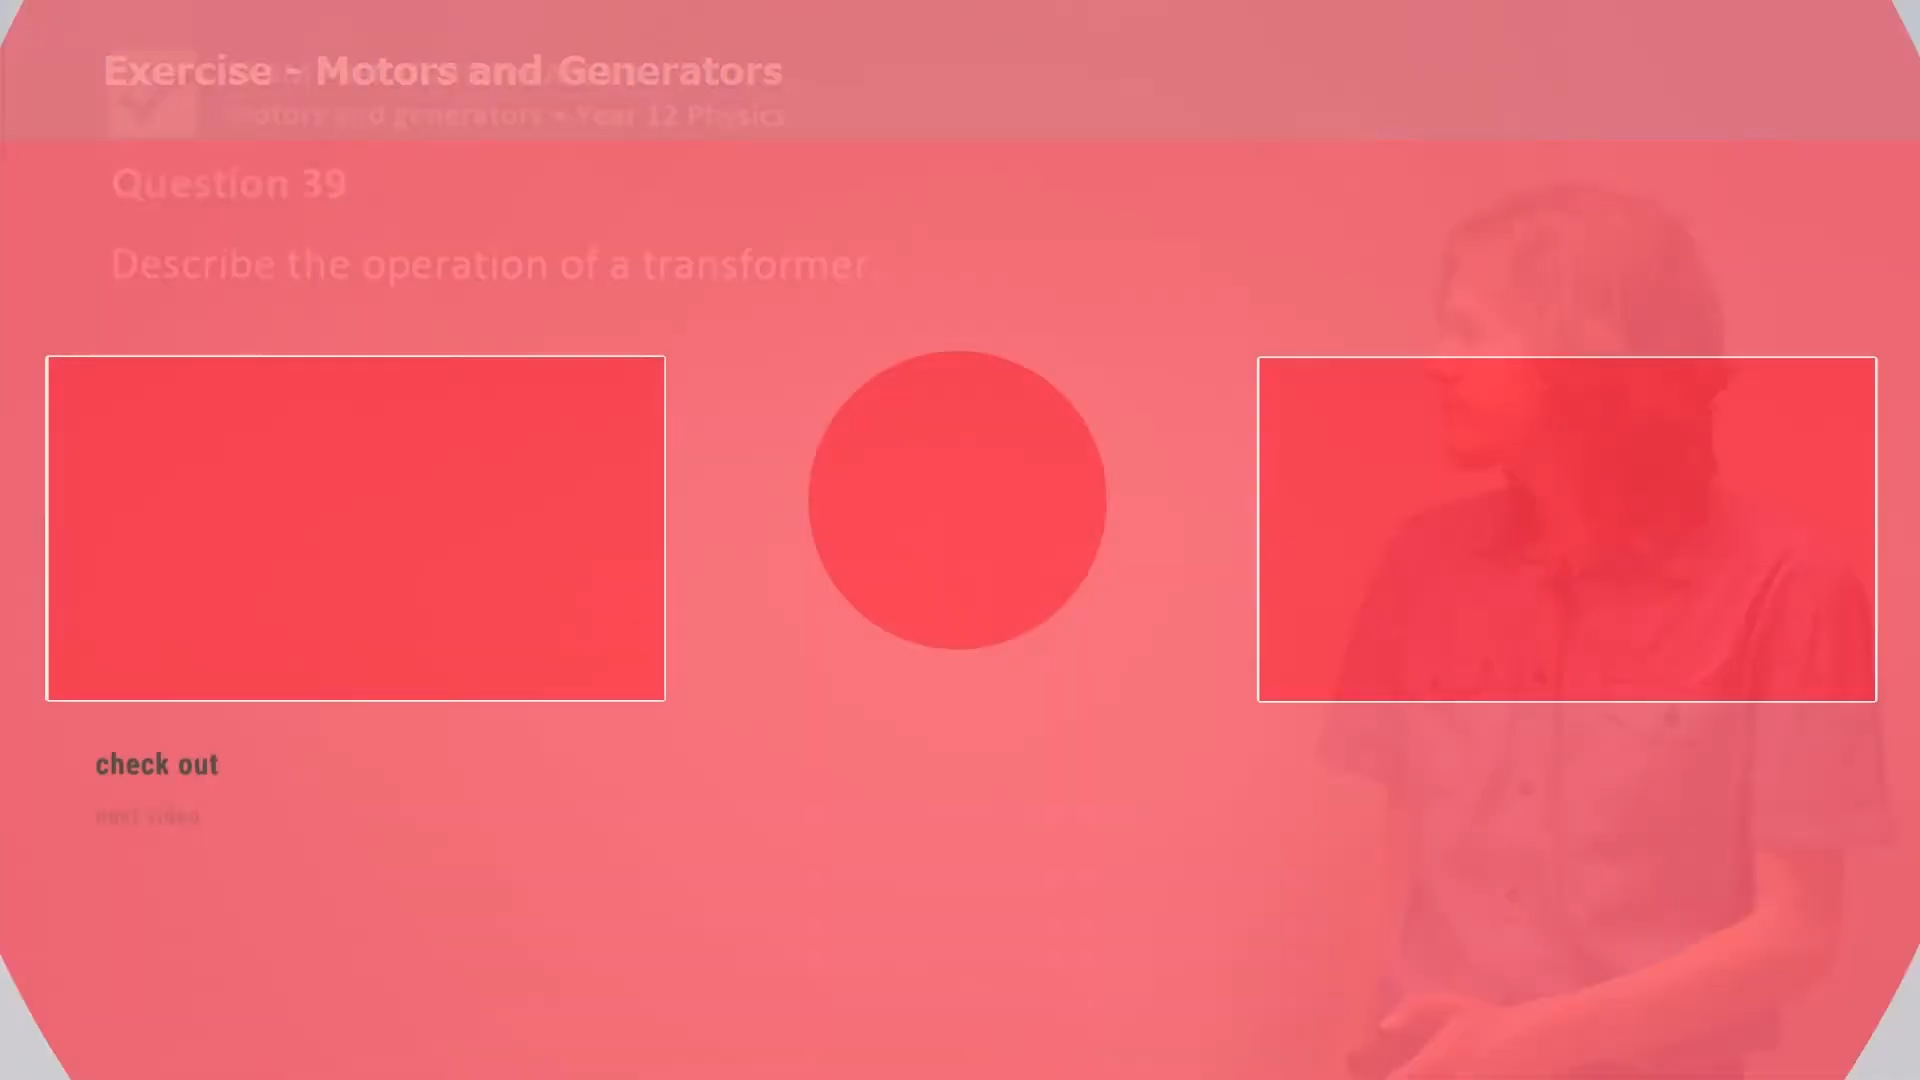 Exercise - Motors and Generators
Motors and generators • Year 12 Physics
Question 39
Describe the operation of a transformer.
check out
next video